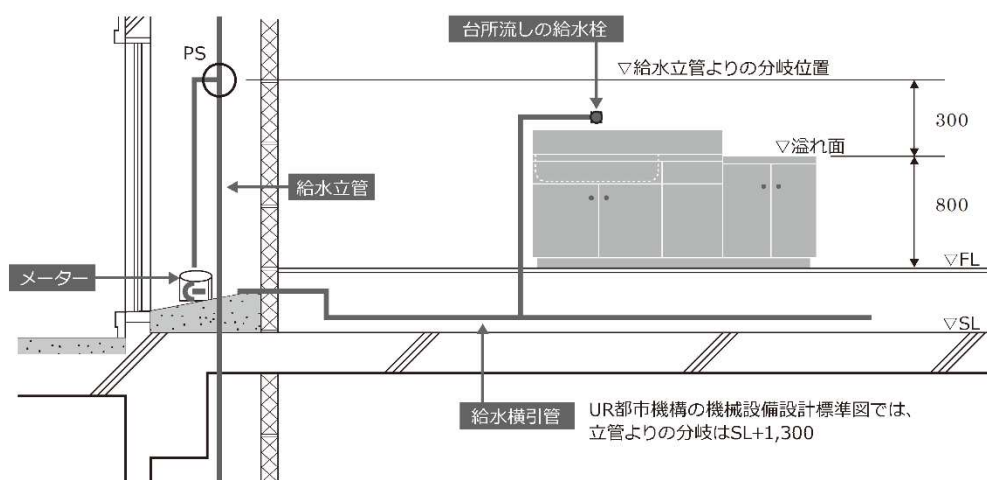 台所流しの給水栓
PS
▽給水立管よりの分岐位置
300
▽溢れ面
給水立管
800
メーター
▽FL
▽SL
給水横引管
UR都市機構の機械設備設計標準図では、
立管よりの分岐はSL+1,300